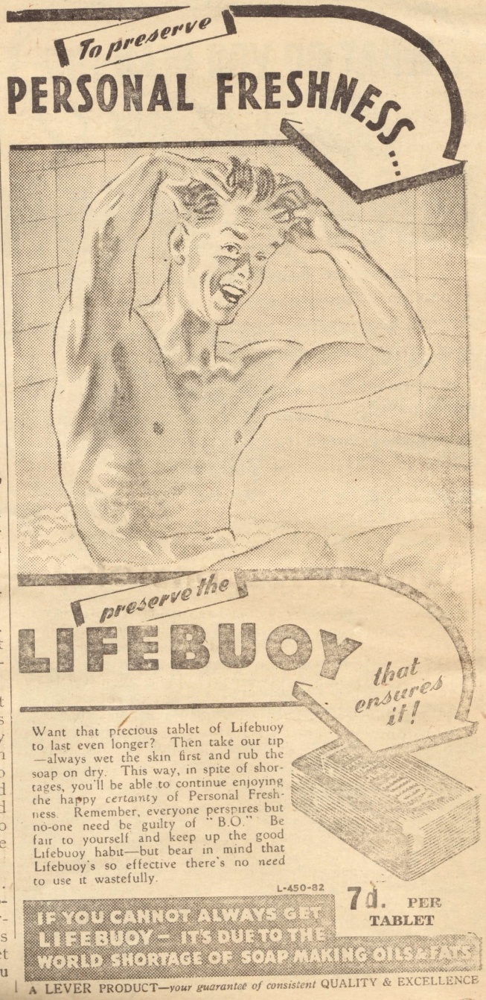 To preserve
PERSONAL FRESHNESS...
preserve the
LIFEBUOY
that
ensures
it!
Want that precious tablet of Lifebuoy
to last even longer? Then take our tip
—always wet the skin first and rub the
soap on dry. This way, in spite of shor-
tages, you'll be able to continue enjoying
the happy certainty of Personal Fresh-
ness. Remember, everyone perspires but
no-one need be guilty of "B.O." Be
fair to yourself and keep up the good
Lifebuoy habit—but bear in mind that
Lifebuoy's so effective there's no need
to use it wastefully.
LIFEBUOY
L-450-82
7d. PER
TABLET
IF YOU CANNOT ALWAYS GET
LIFEBUOY — IT'S DUE TO THE
WORLD SHORTAGE OF SOAP MAKING OILS & FATS
A LEVER PRODUCT—your guarantee of consistent QUALITY & EXCELLENCE